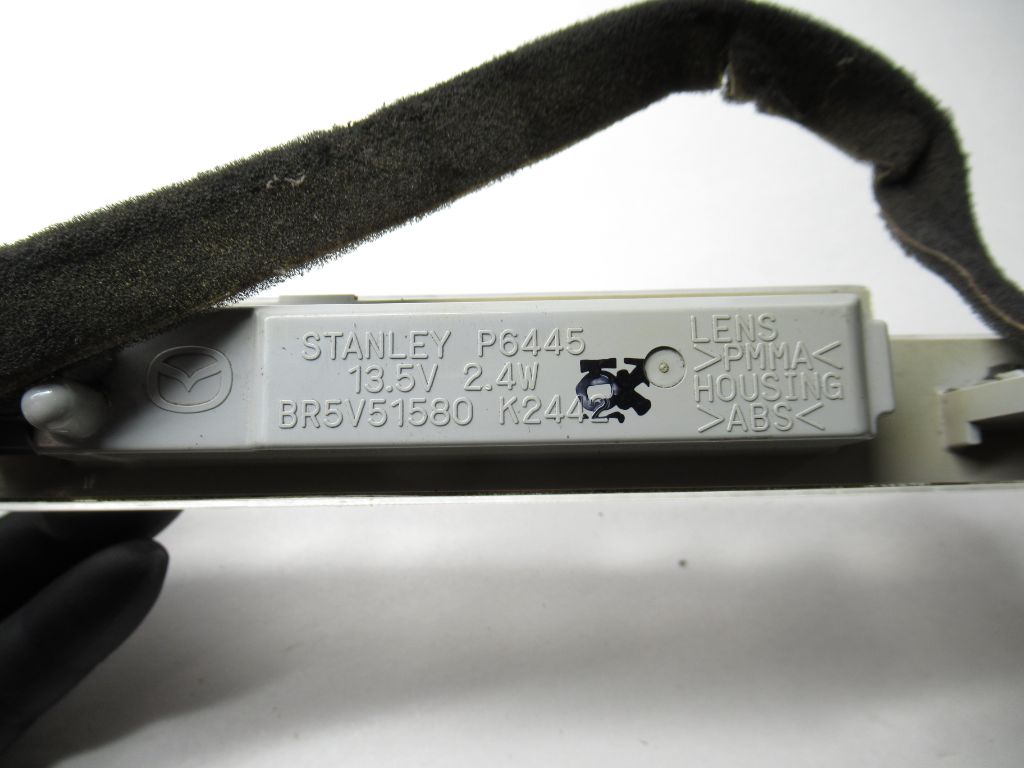 STANLEY P6445
13.5V 2.4W
BR5V51580 K2442
LENS
>PMMA<
HOUSING
>ABS<